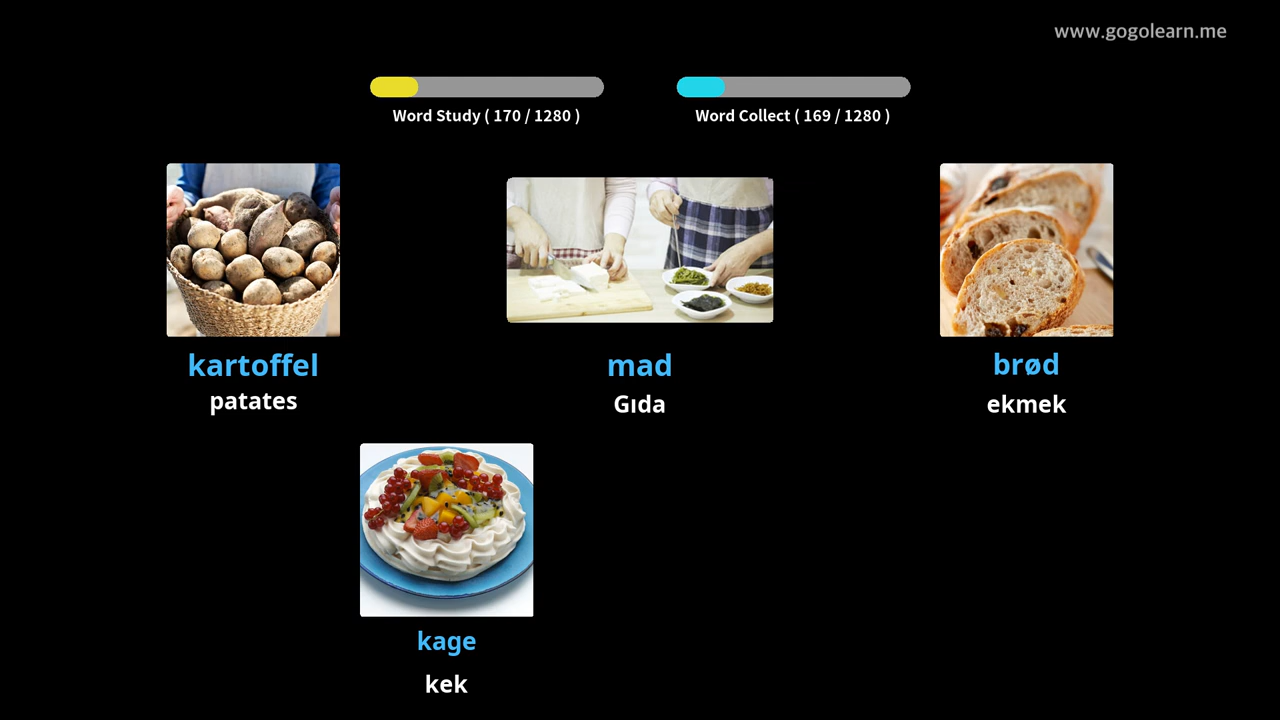 www.gogolearn.me
Word Study ( 170 / 1280 )
Word Collect ( 169 / 1280 )
kartoffel
patates
mad
Gıda
brød
ekmek
kage
kek